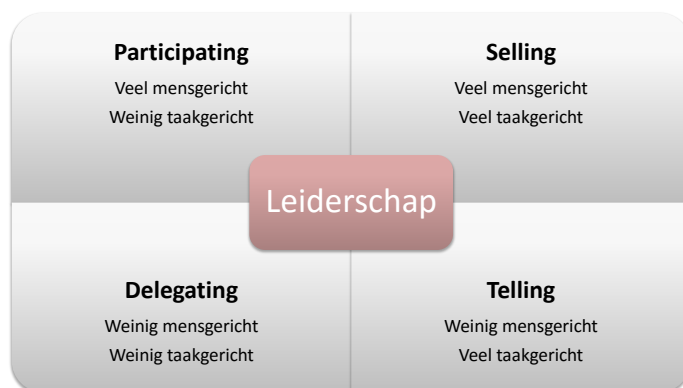 Participating
Veel mensgericht
Weinig taakgericht
Selling
Veel mensgericht
Veel taakgericht
Leiderschap
Delegating
Weinig mensgericht
Weinig taakgericht
Telling
Weinig mensgericht
Veel taakgericht